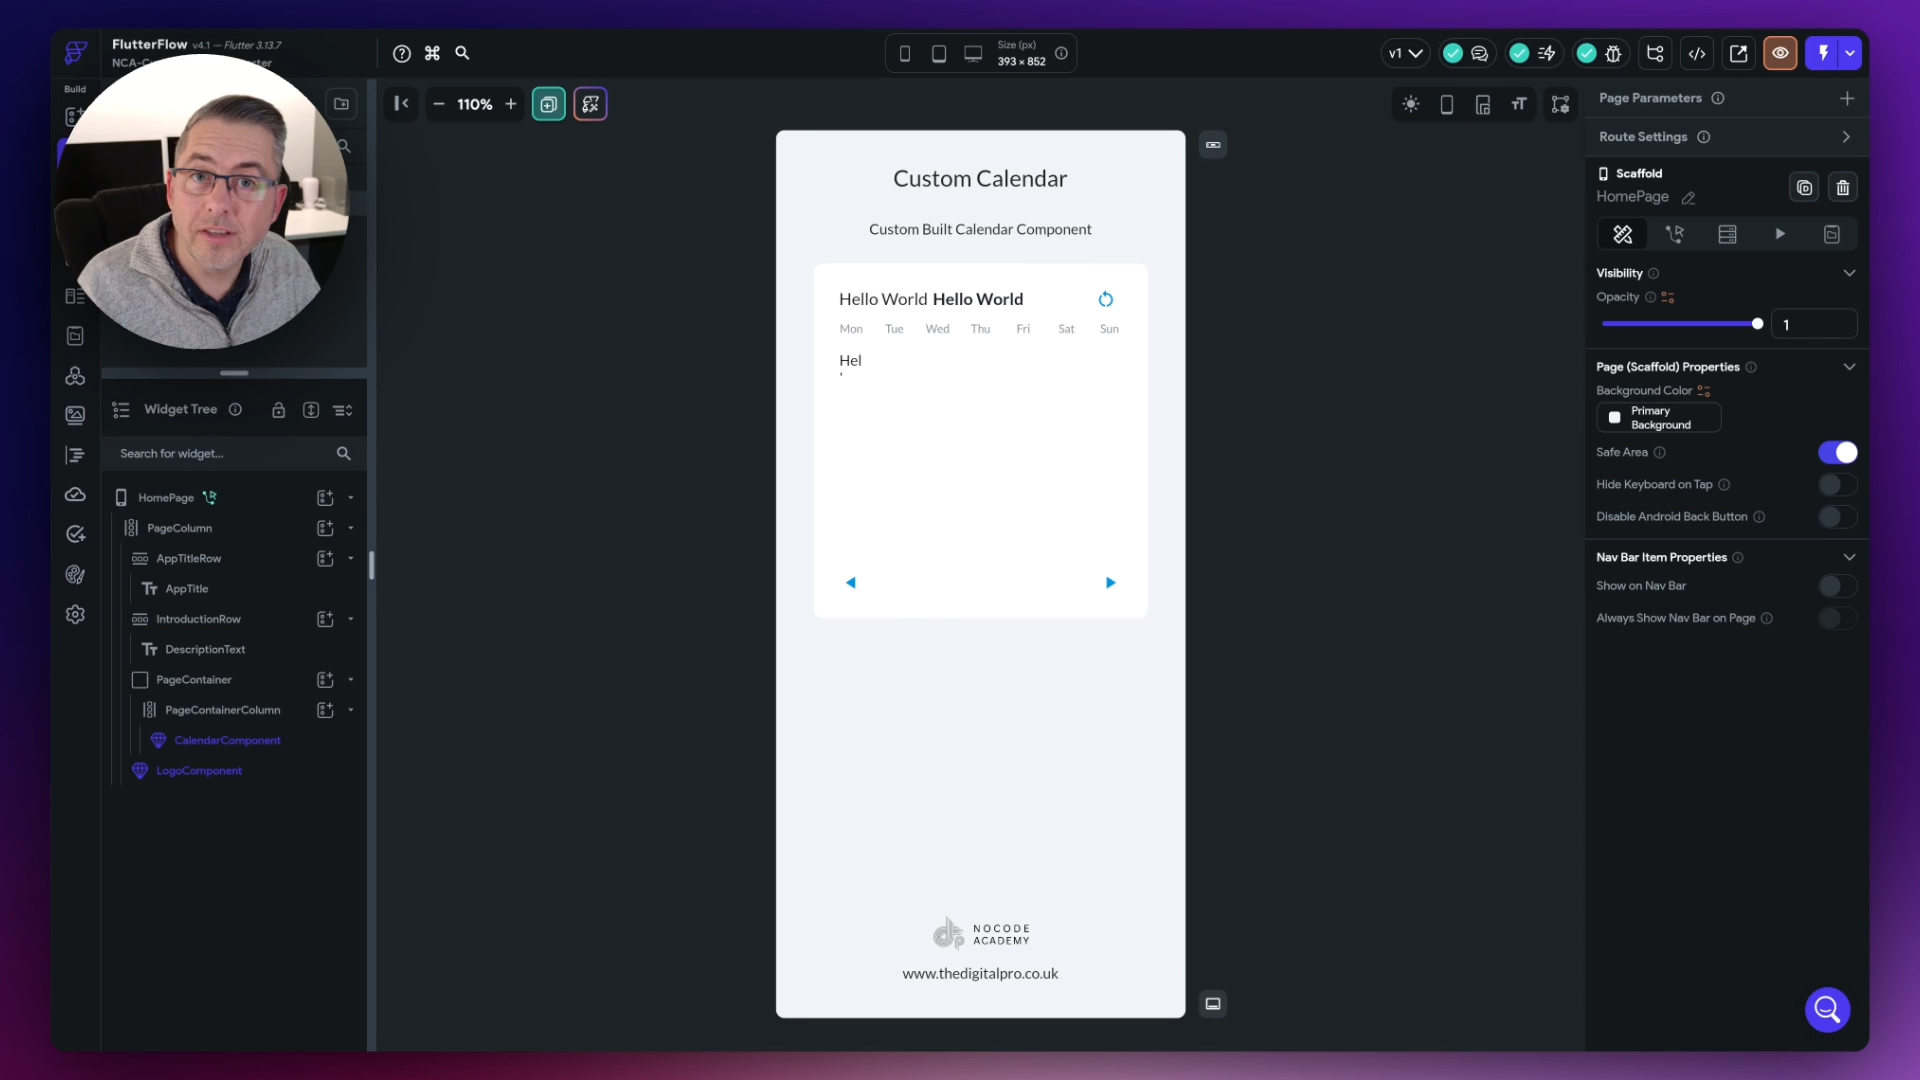 FlutterFlow v4.1 — Flutter 3.13.7
Size (px)
393 × 852
v1
Build
110%
Custom Calendar
Custom Built Calendar Component
Hello World Hello World
Mon Tue Wed Thu Fri Sat Sun
Hel
NOCODE
ACADEMY
www.thedigitalpro.co.uk
Widget Tree
Search for widget...
HomePage
PageColumn
AppTitleRow
AppTitle
IntroductionRow
DescriptionText
PageContainer
PageContainerColumn
CalendarComponent
LogoComponent
Page Parameters
Route Settings
Scaffold
HomePage
Visibility
Opacity
1
Page (Scaffold) Properties
Background Color
Primary
Background
Safe Area
Hide Keyboard on Tap
Disable Android Back Button
Nav Bar Item Properties
Show on Nav Bar
Always Show Nav Bar on Page